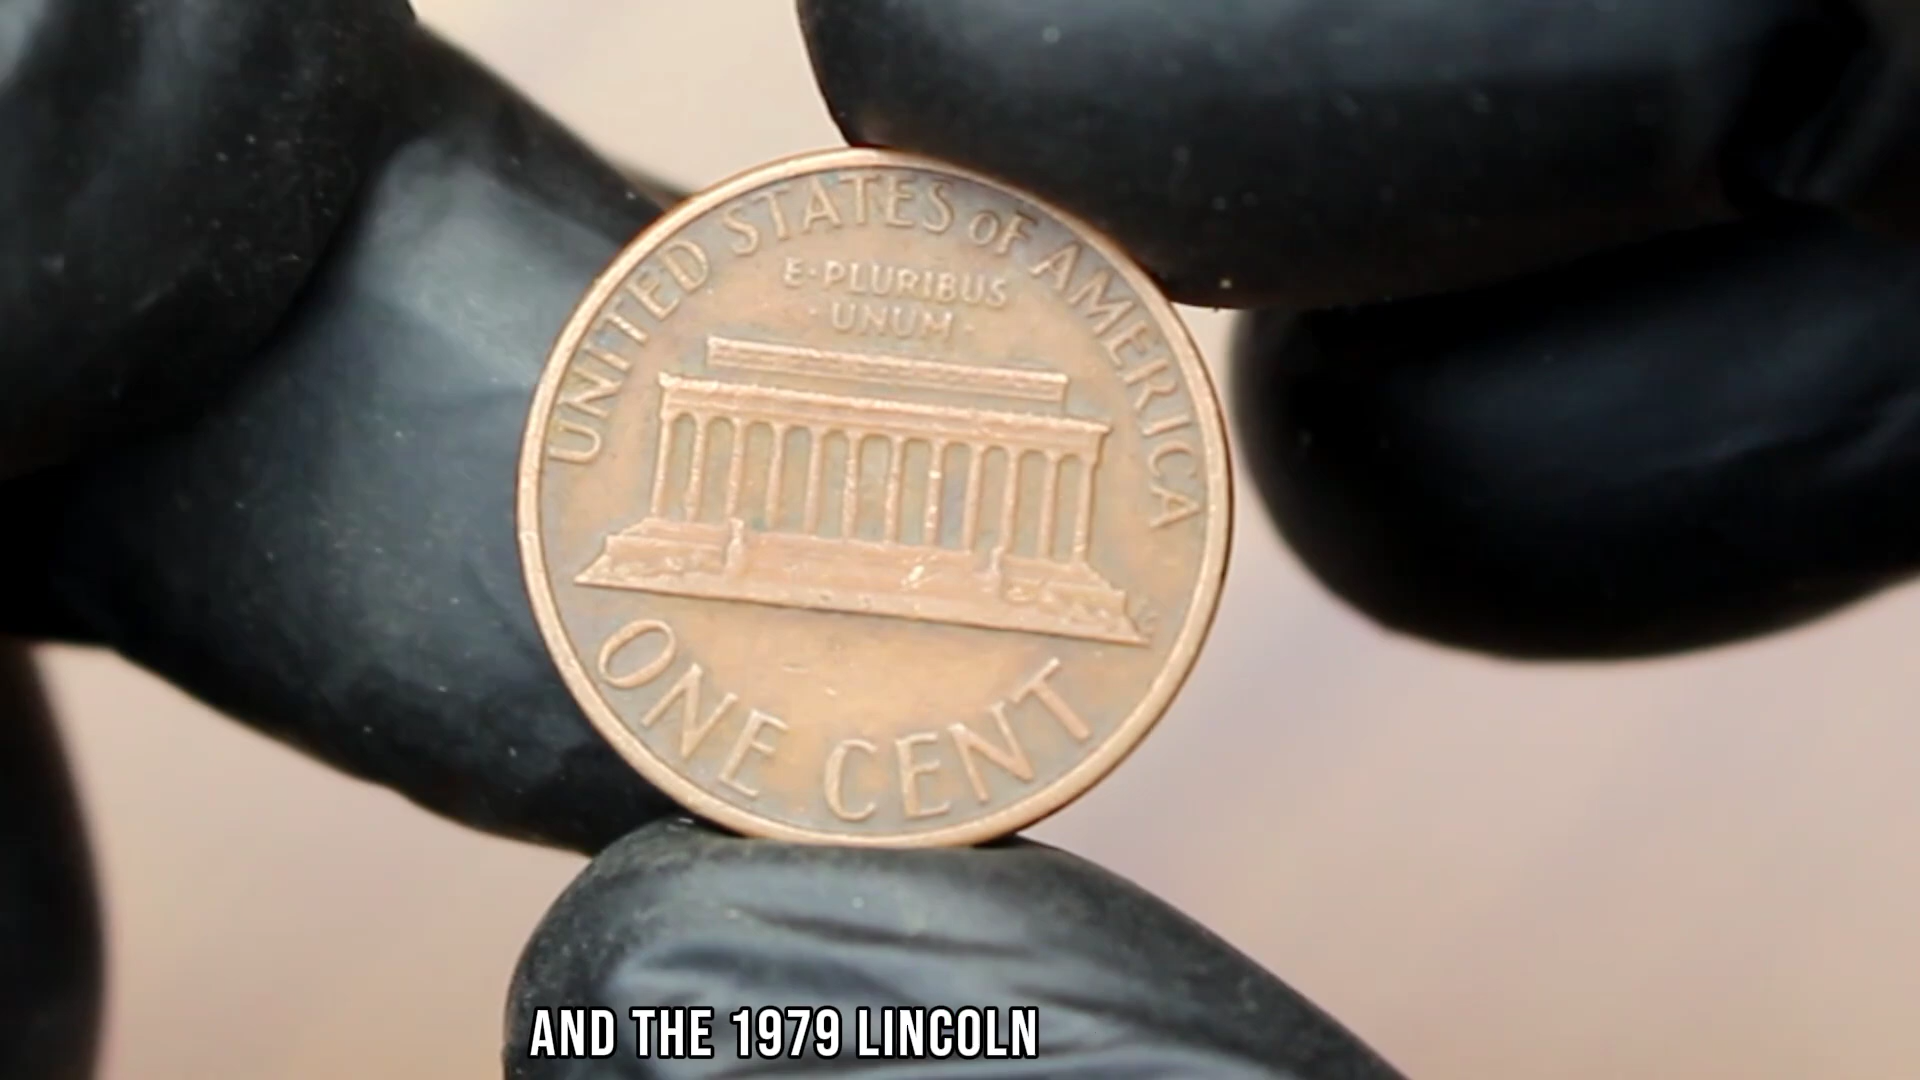 UNITED STATES OF AMERICA
E·PLURIBUS
·UNUM·
ONE CENT
AND THE 1979 LINCOLN